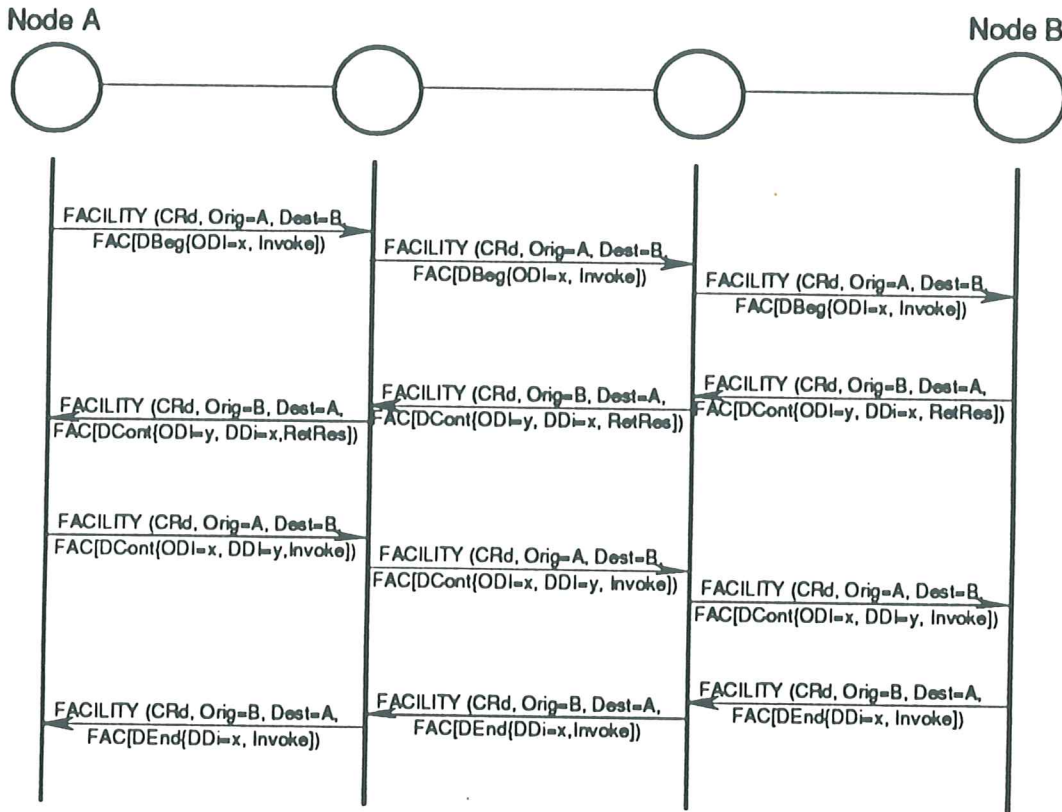 Node A
Node B
FACILITY (CRd, Orig=A, Dest=B,
FAC[DBeg{ODI=x, Invoke])
FACILITY (CRd, Orig=A, Dest=B,
FAC[DBeg{ODI=x, Invoke])
FACILITY (CRd, Orig=A, Dest=B,
FAC[DBeg{ODI=x, Invoke])
FACILITY (CRd, Orig=B, Dest=A,
FAC[DCont{ODI=y, DDi=x, RetRes])
FACILITY (CRd, Orig=B, Dest=A,
FAC[DCont{ODI=y, DDi=x, RetRes])
FACILITY (CRd, Orig=B, Dest=A,
FAC[DCont{ODI=y, DDi=x,RetRes])
FACILITY (CRd, Orig=A, Dest=B,
FAC[DCont{ODI=x, DDI=y,Invoke])
FACILITY (CRd, Orig=A, Dest=B,
FAC[DCont{ODI=x, DDI=y, Invoke])
FACILITY (CRd, Orig=A, Dest=B,
FAC[DCont{ODI=x, DDI=y, Invoke])
FACILITY (CRd, Orig=B, Dest=A,
FAC[DEnd{DDi=x, Invoke])
FACILITY (CRd, Orig=B, Dest=A,
FAC[DEnd{DDi=x,Invoke])
FACILITY (CRd, Orig=B, Dest=A,
FAC[DEnd{DDi=x, Invoke])